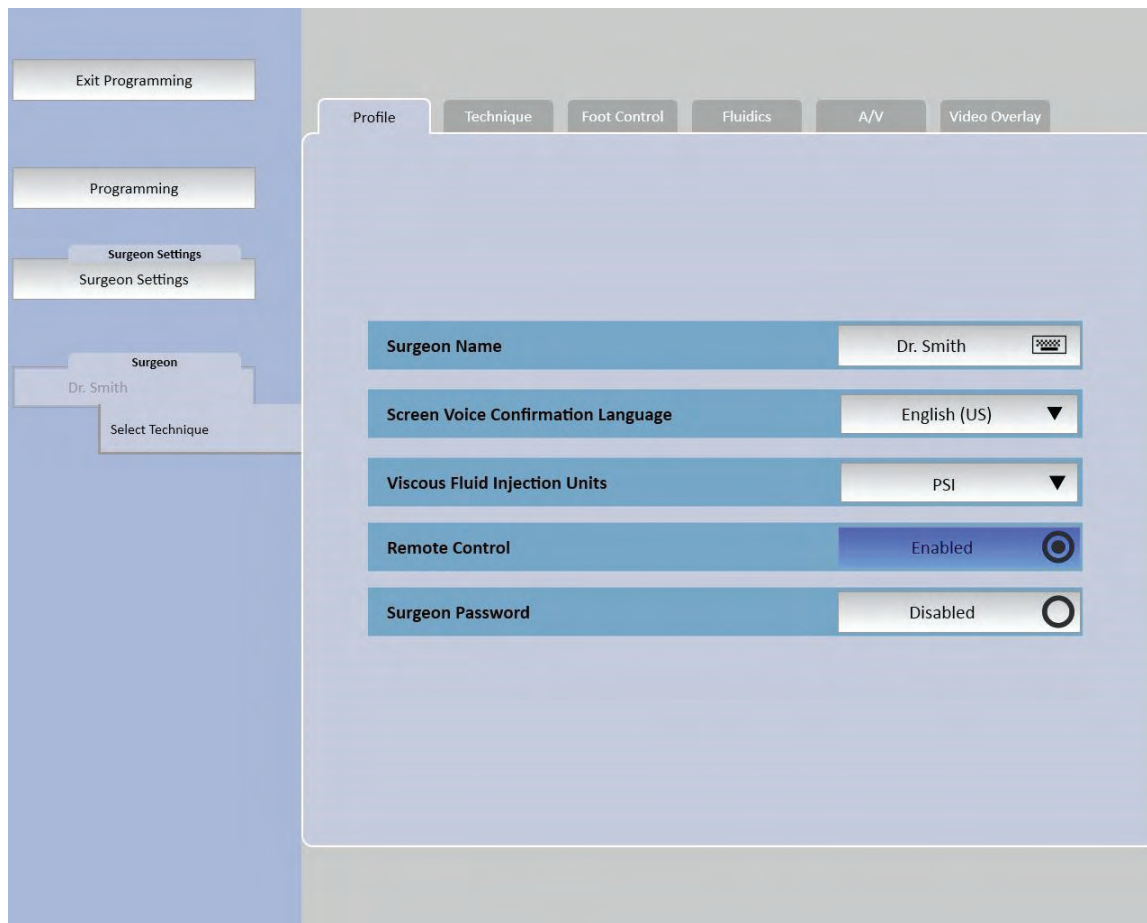 Exit Programming
Programming
Surgeon Settings
Surgeon Settings
Surgeon
Dr. Smith
Select Technique
Profile
Technique
Foot Control
Fluidics
A/V
Video Overlay
Surgeon Name
Dr. Smith
Screen Voice Confirmation Language
English (US)
Viscous Fluid Injection Units
PSI
Remote Control
Enabled
Surgeon Password
Disabled